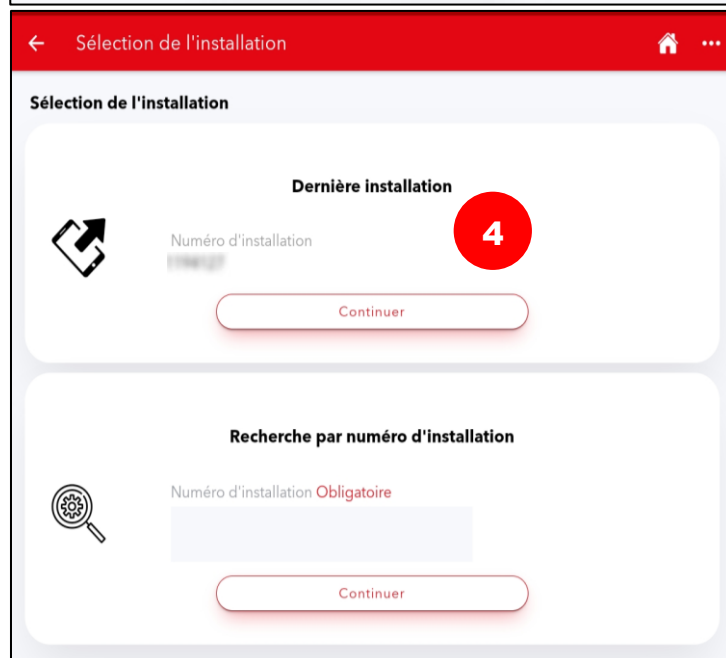 Sélection de l'installation
Sélection de l'installation
Dernière installation
4
Numéro d'installation
Continuer
Recherche par numéro d'installation
Numéro d'installation Obligatoire
Continuer